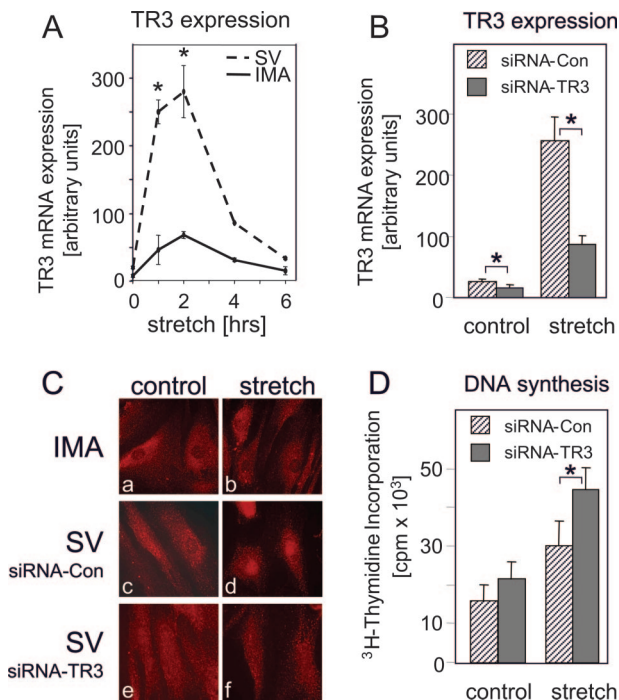 A
TR3 expression
TR3 mRNA expression
[arbitrary units]
300
200
100
0
* *
SV
IMA
0 1 2 4 6
stretch [hrs]
B
TR3 expression
TR3 mRNA expression
[arbitrary units]
siRNA-Con
siRNA-TR3
300
200
100
0
*
*
control stretch
C
control stretch
IMA
a b
SV
siRNA-Con
c d
SV
siRNA-TR3
e f
D
DNA synthesis
³H-Thymidine Incorporation
[cpm x 10³]
siRNA-Con
siRNA-TR3
50
30
10
0
*
control stretch